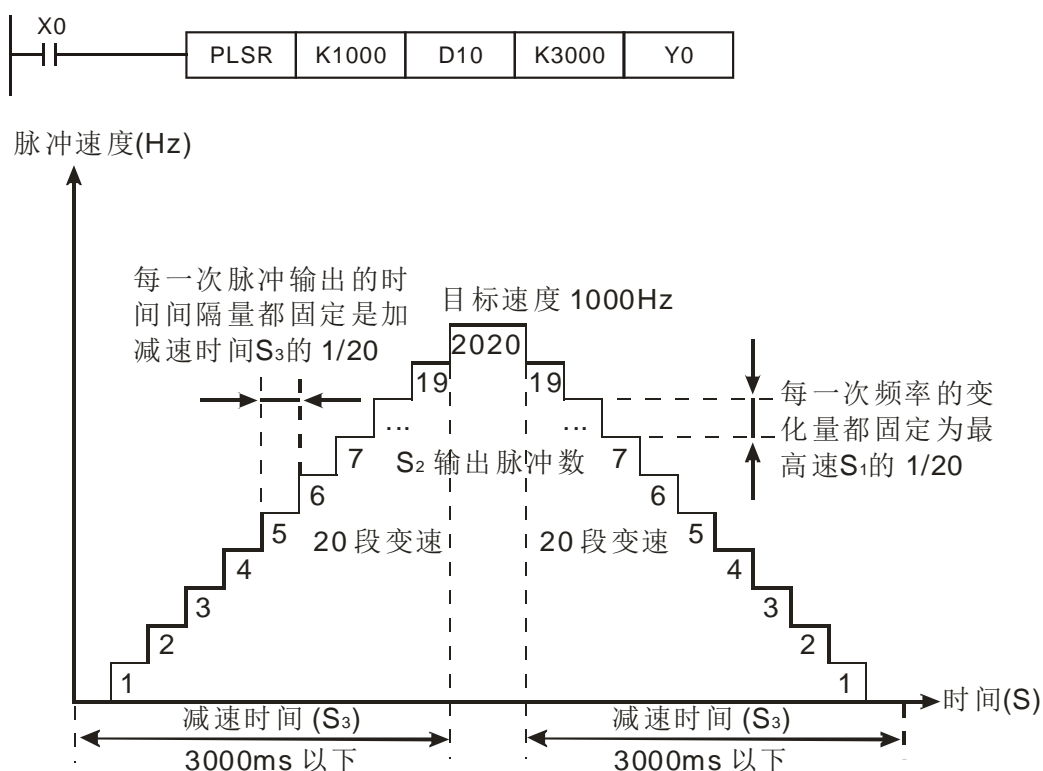 X0
PLSR K1000 D10 K3000 Y0
脉冲速度(Hz)
每一次脉冲输出的时
间间隔量都固定是加
减速时间S₃的 1/20
目标速度 1000Hz
2020
19 19
... ...
每一次频率的变
化量都固定为最
高速S₁的 1/20
7 S₂ 输出脉冲数 7
6 6
5 20 段变速 20 段变速 5
4 4
3 3
2 2
1 1
时间(S)
减速时间 (S₃) 减速时间 (S₃)
3000ms 以下 3000ms 以下